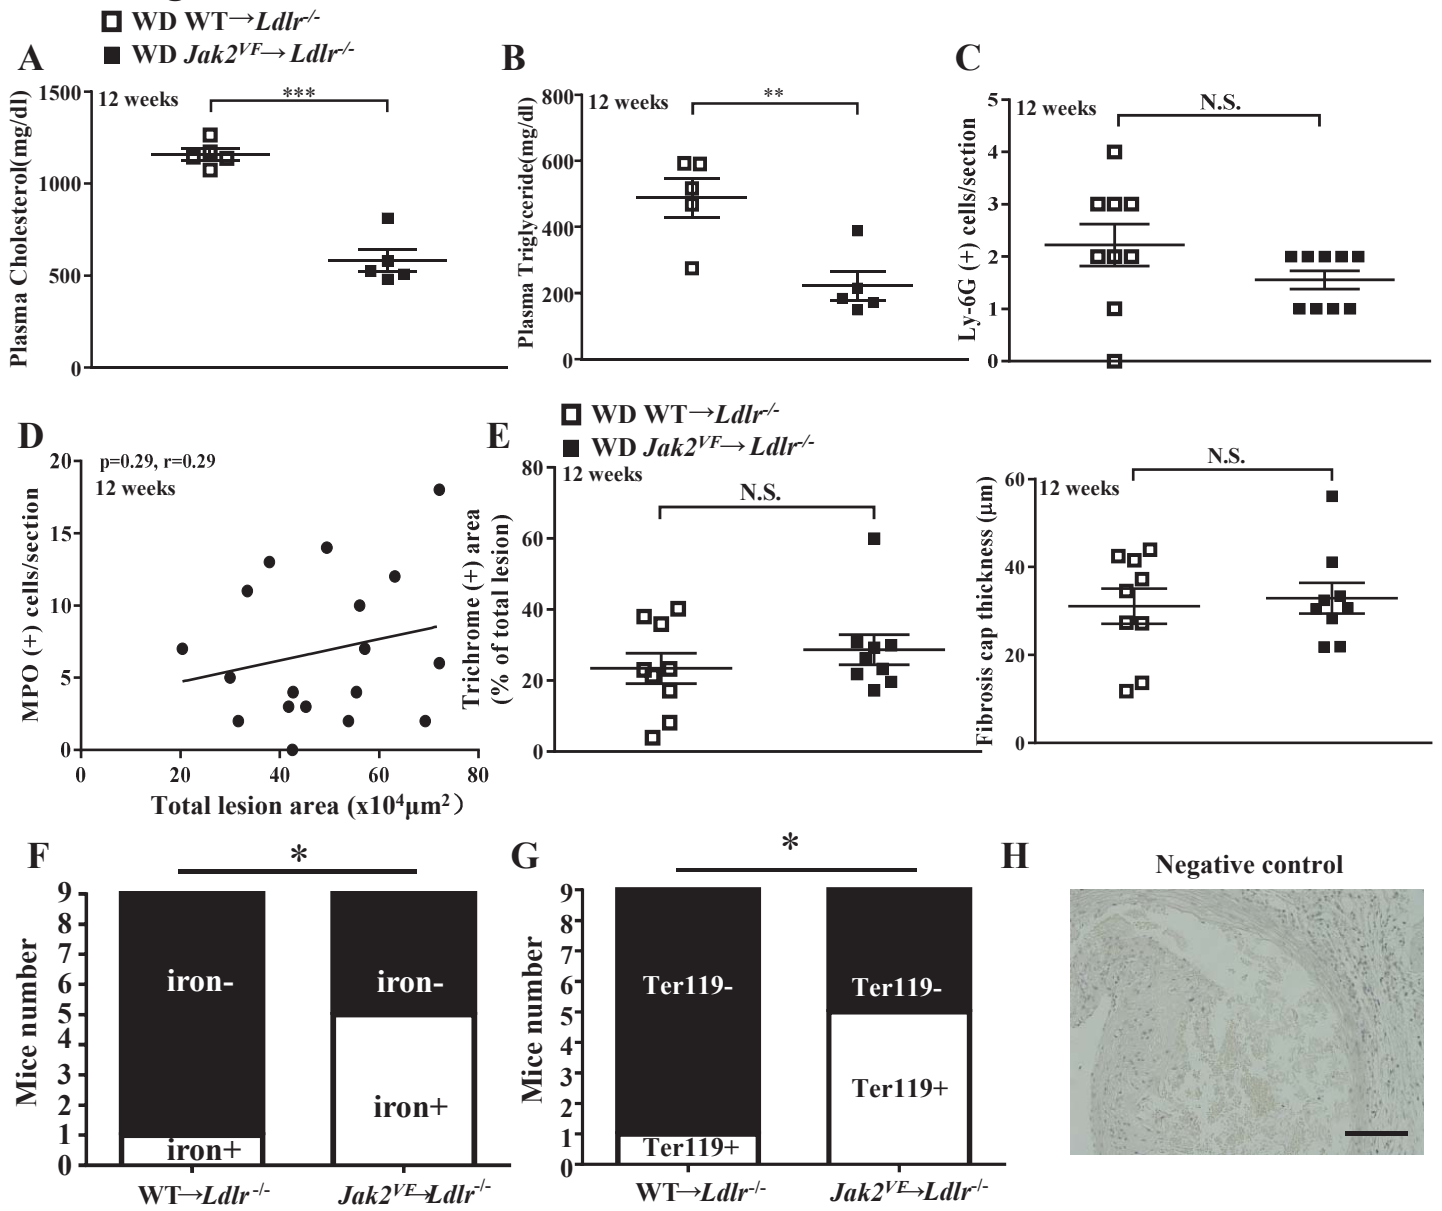 WD WT→Ldlr-/-
WD Jak2VF→Ldlr-/-
A
12 weeks
***
Plasma Cholesterol(mg/dl)
1500
1000
500
0
B
12 weeks
**
Plasma Triglyceride(mg/dl)
800
600
400
200
0
C
12 weeks
N.S.
Ly-6G (+) cells/section
5
4
3
2
1
0
D
p=0.29, r=0.29
12 weeks
MPO (+) cells/section
20
15
10
5
0
0 20 40 60 80
Total lesion area (x10⁴μm²)
E
WD WT→Ldlr-/-
WD Jak2VF→Ldlr-/-
12 weeks
N.S.
Trichrome (+) area
(% of total lesion)
80
60
40
20
0
12 weeks
N.S.
Fibrosis cap thickness (μm)
60
40
20
0
F
*
Mice number
9
8
7
6
5
4
3
2
1
0
iron- iron-
iron+
iron+
WT→Ldlr-/- Jak2VF→Ldlr-/-
G
*
Mice number
9
8
7
6
5
4
3
2
1
0
Ter119- Ter119-
Ter119+
Ter119+
WT→Ldlr-/- Jak2VF→Ldlr-/-
H
Negative control